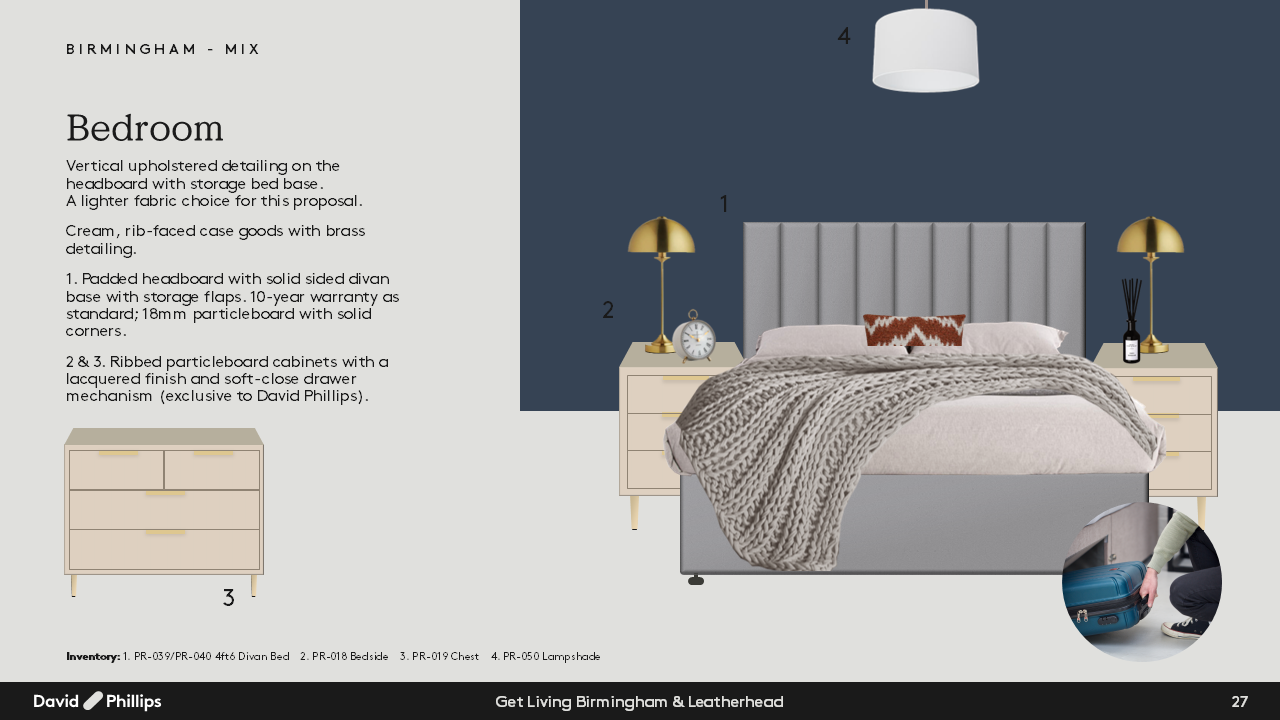 BIRMINGHAM - MIX
Bedroom
Vertical upholstered detailing on the
headboard with storage bed base.
A lighter fabric choice for this proposal.
Cream, rib-faced case goods with brass
detailing.
1. Padded headboard with solid sided divan
base with storage flaps. 10-year warranty as
standard; 18mm particleboard with solid
corners.
2 & 3. Ribbed particleboard cabinets with a
lacquered finish and soft-close drawer
mechanism (exclusive to David Phillips).
4
1
2
3
Inventory: 1. PR-039/PR-040 4ft6 Divan Bed 2. PR-018 Bedside 3. PR-019 Chest 4. PR-050 Lampshade
David Phillips
Get Living Birmingham & Leatherhead
27